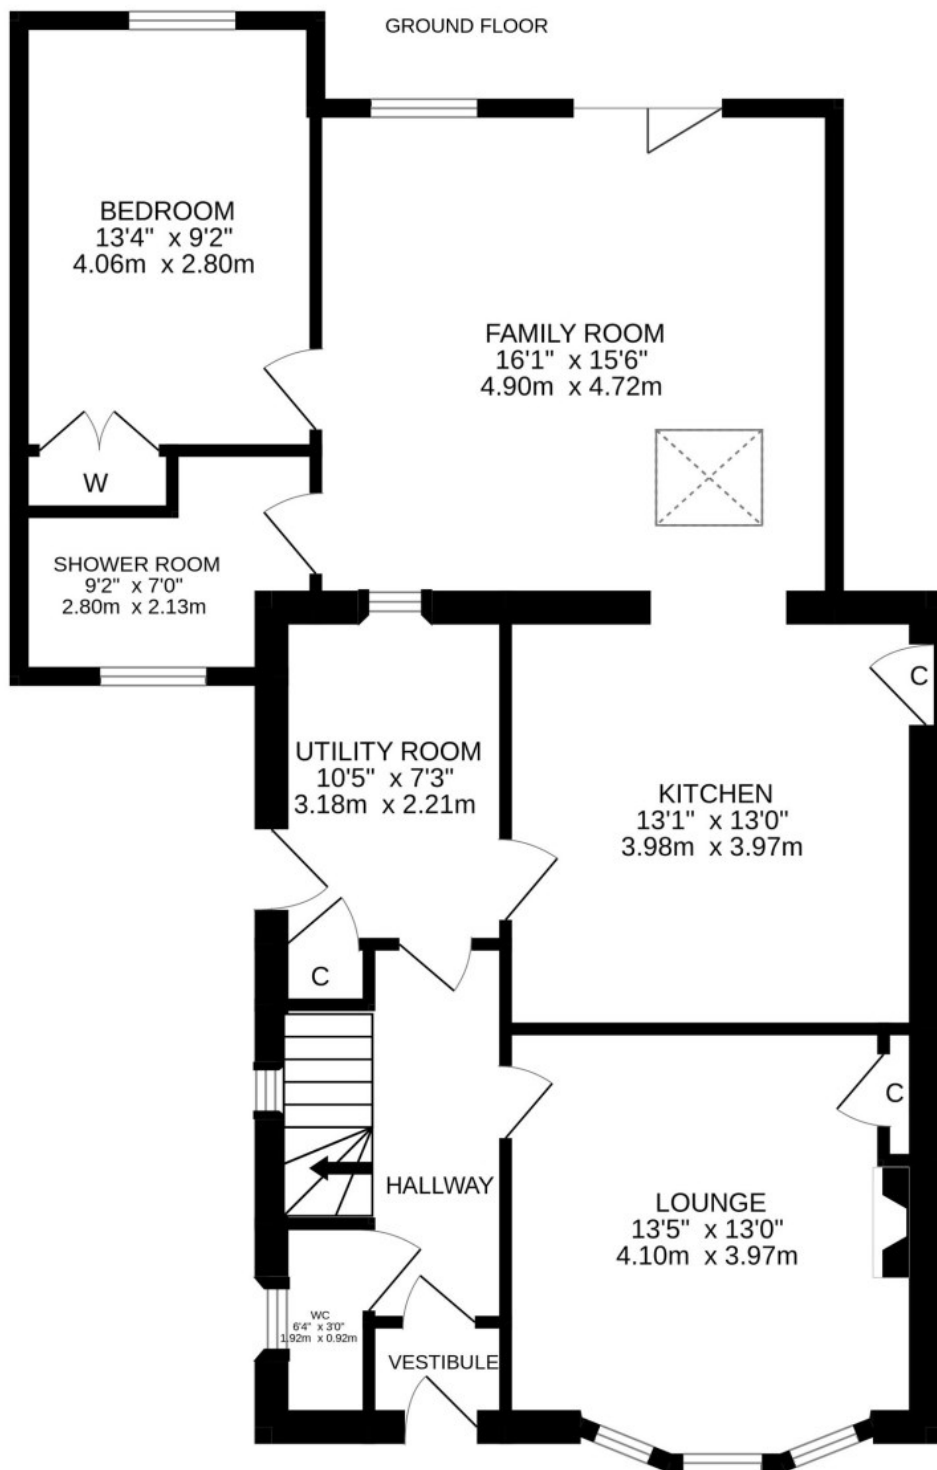 GROUND FLOOR
BEDROOM
13'4" x 9'2"
4.06m x 2.80m
FAMILY ROOM
16'1" x 15'6"
4.90m x 4.72m
W
SHOWER ROOM
9'2" x 7'0"
2.80m x 2.13m
C
UTILITY ROOM
10'5" x 7'3"
3.18m x 2.21m
KITCHEN
13'1" x 13'0"
3.98m x 3.97m
C
C
HALLWAY
LOUNGE
13'5" x 13'0"
4.10m x 3.97m
WC
6'4" x 3'0"
1.92m x 0.92m
VESTIBULE